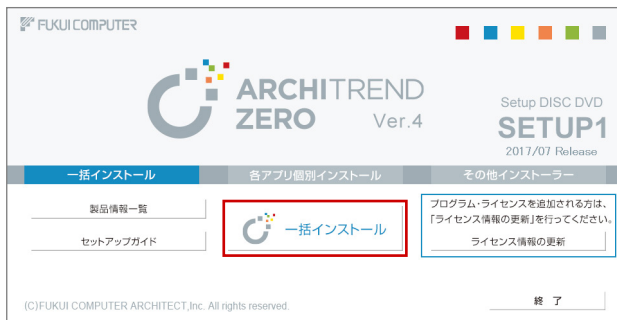 FUKUI COMPUTER
ARCHITREND
ZERO Ver.4
Setup DISC DVD
SETUP1
2017/07 Release
一括インストール
各アプリ個別インストール
その他インストーラー
製品情報一覧
セットアップガイド
一括インストール
プログラム・ライセンスを追加される方は、
「ライセンス情報の更新」を行ってください。
ライセンス情報の更新
(C)FUKUI COMPUTER ARCHITECT,Inc. All rights reserved.
終 了